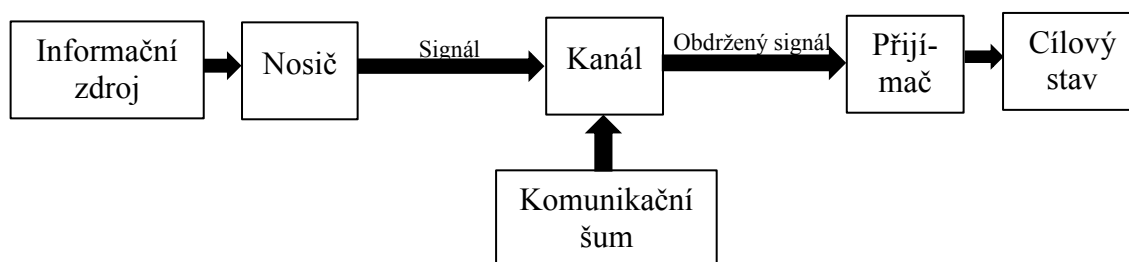 Informační
zdroj
Nosič
Signál
Kanál
Obdržený signál
Přijí-
mač
Cílový
stav
Komunikační
šum